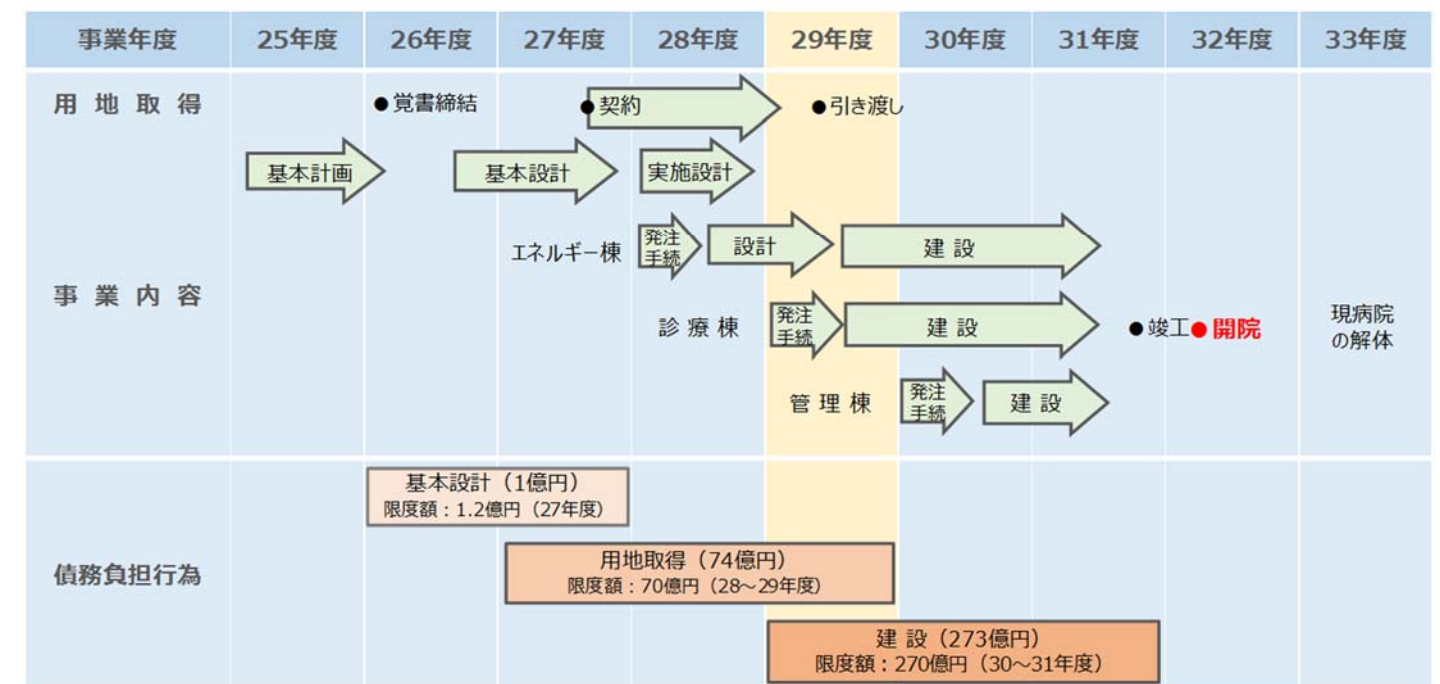 事業年度 25年度 26年度 27年度 28年度 29年度 30年度 31年度 32年度 33年度
用地取得 ●覚書締結 ●契約 ●引き渡し
基本計画 基本設計 実施設計
エネルギー棟 発注 設計 建設
手続
事業内容
診療棟 発注 建設 ●竣工●開院 現病院
手続 の解体
管理棟 発注 建設
手続
基本設計(1億円)
限度額:1.2億円(27年度)
債務負担行為
用地取得(74億円)
限度額:70億円(28~29年度)
建設(273億円)
限度額:270億円(30~31年度)